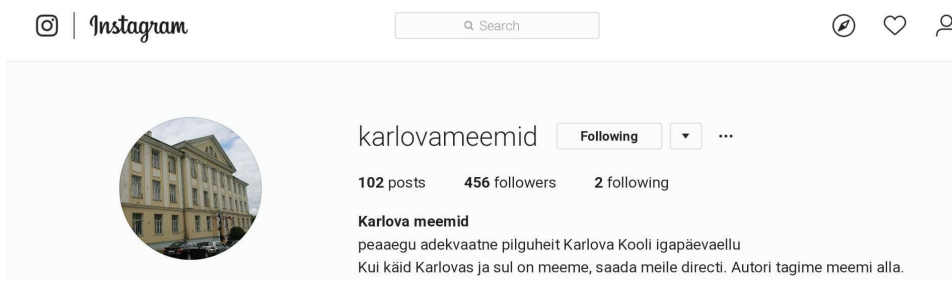 Instagram
Search
karlovameemid Following
102 posts 456 followers 2 following
Karlova meemid
peaaegu adekvaatne pilguheit Karlova Kooli igapäevaellu
Kui käid Karlovas ja sul on meeme, saada meile directi. Autori tagime meemi alla.